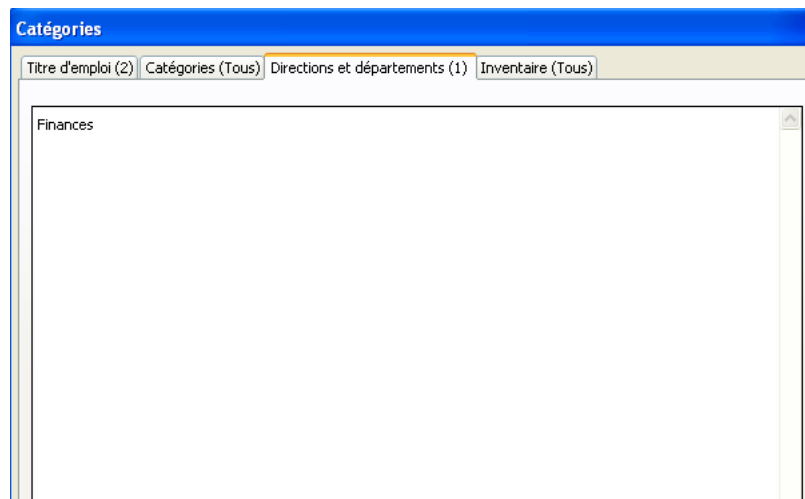 Catégories
Titre d'emploi (2) Catégories (Tous) Directions et départements (1) Inventaire (Tous)
Finances